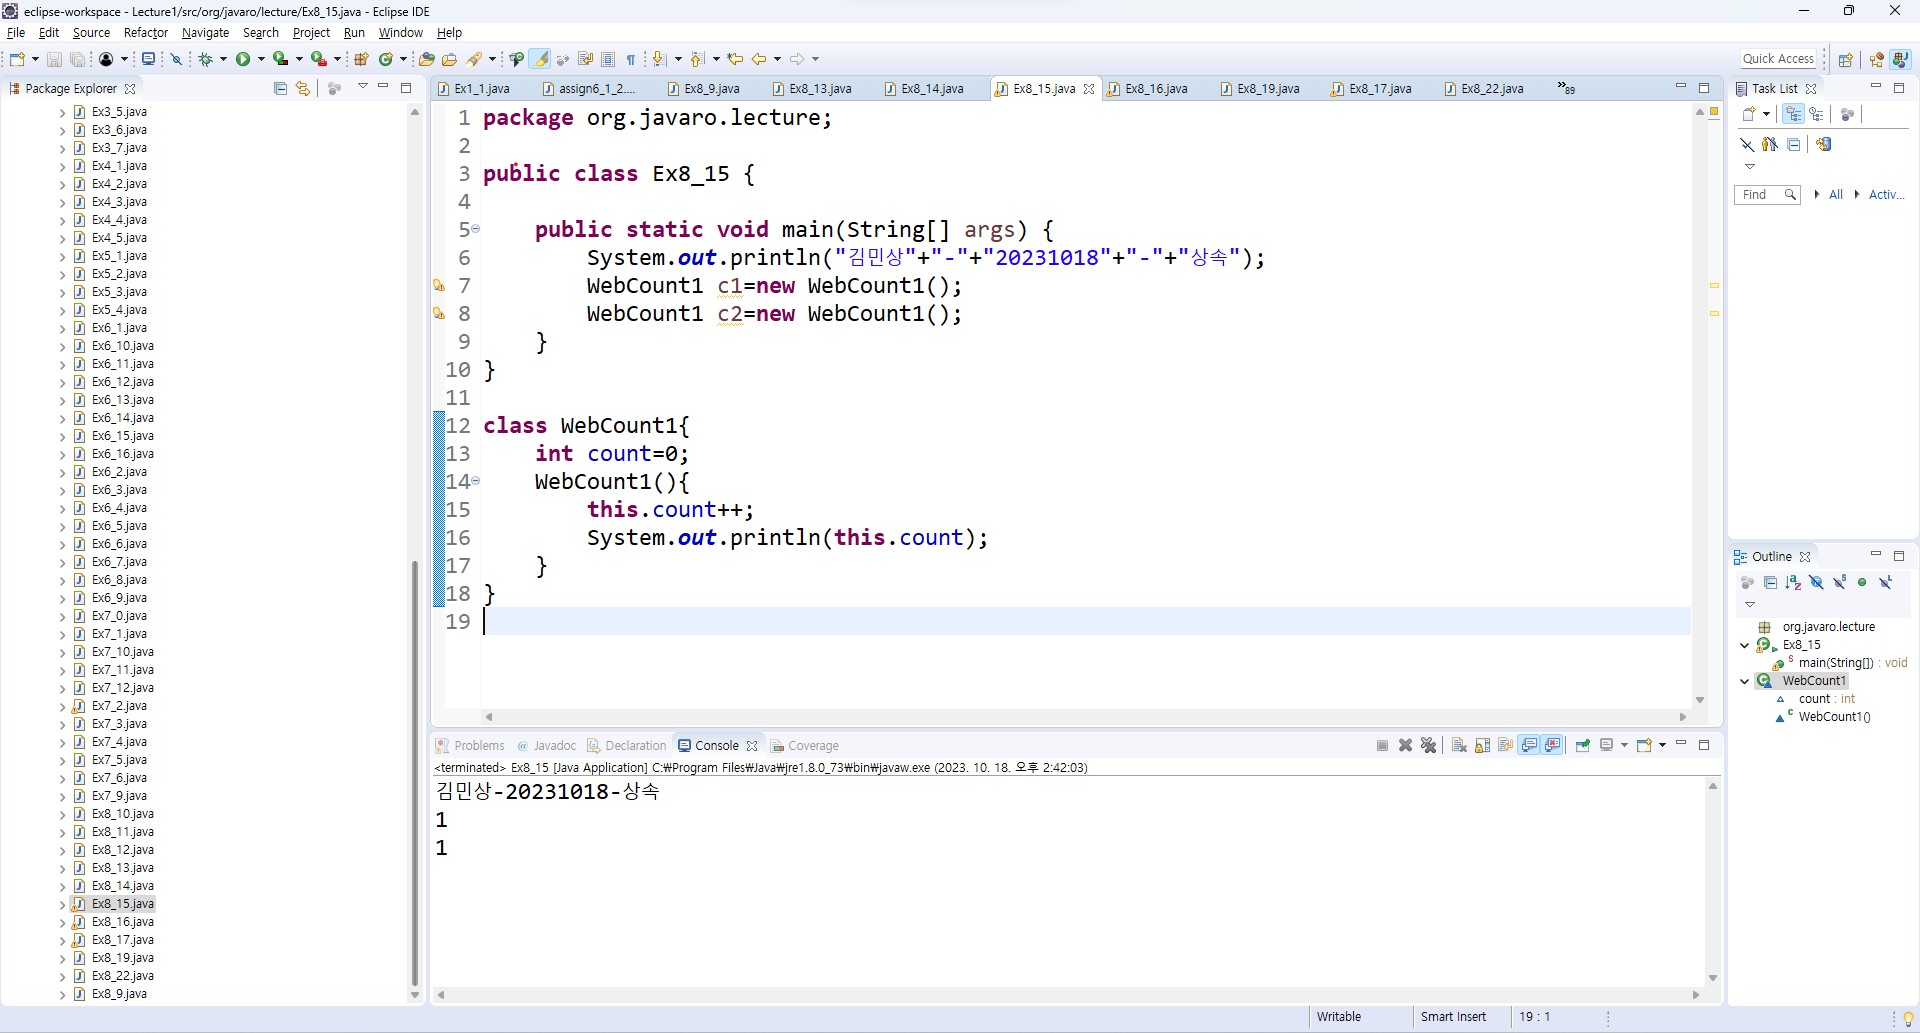 eclipse-workspace - Lecture1/src/org/javaro/lecture/Ex8_15.java - Eclipse IDE
File Edit Source Refactor Navigate Search Project Run Window Help
Quick Access
Package Explorer
Ex3_5.java
Ex3_6.java
Ex3_7.java
Ex4_1.java
Ex4_2.java
Ex4_3.java
Ex4_4.java
Ex4_5.java
Ex5_1.java
Ex5_2.java
Ex5_3.java
Ex5_4.java
Ex6_1.java
Ex6_10.java
Ex6_11.java
Ex6_12.java
Ex6_13.java
Ex6_14.java
Ex6_15.java
Ex6_16.java
Ex6_2.java
Ex6_3.java
Ex6_4.java
Ex6_5.java
Ex6_6.java
Ex6_7.java
Ex6_8.java
Ex6_9.java
Ex7_0.java
Ex7_1.java
Ex7_10.java
Ex7_11.java
Ex7_12.java
Ex7_2.java
Ex7_3.java
Ex7_4.java
Ex7_5.java
Ex7_6.java
Ex7_9.java
Ex8_10.java
Ex8_11.java
Ex8_12.java
Ex8_13.java
Ex8_14.java
Ex8_15.java
Ex8_16.java
Ex8_17.java
Ex8_19.java
Ex8_22.java
Ex8_9.java
Ex1_1.java assign6_1_2.... Ex8_9.java Ex8_13.java Ex8_14.java Ex8_15.java Ex8_16.java Ex8_19.java Ex8_17.java Ex8_22.java »89
1 package org.javaro.lecture;
2
3 public class Ex8_15 {
4
5 public static void main(String[] args) {
6 System.out.println("김민상"+"-"+"20231018"+"-"+"상속");
7 WebCount1 c1=new WebCount1();
8 WebCount1 c2=new WebCount1();
9 }
10 }
11
12 class WebCount1{
13 int count=0;
14 WebCount1(){
15 this.count++;
16 System.out.println(this.count);
17 }
18 }
19
Problems Javadoc Declaration Console Coverage
<terminated> Ex8_15 [Java Application] C:₩Program Files₩Java₩jre1.8.0_73₩bin₩javaw.exe (2023. 10. 18. 오후 2:42:03)
김민상-20231018-상속
1
1
Task List
Find All Activ...
Outline
org.javaro.lecture
Ex8_15
main(String[]) : void
WebCount1
count : int
WebCount1()
Writable Smart Insert 19 : 1